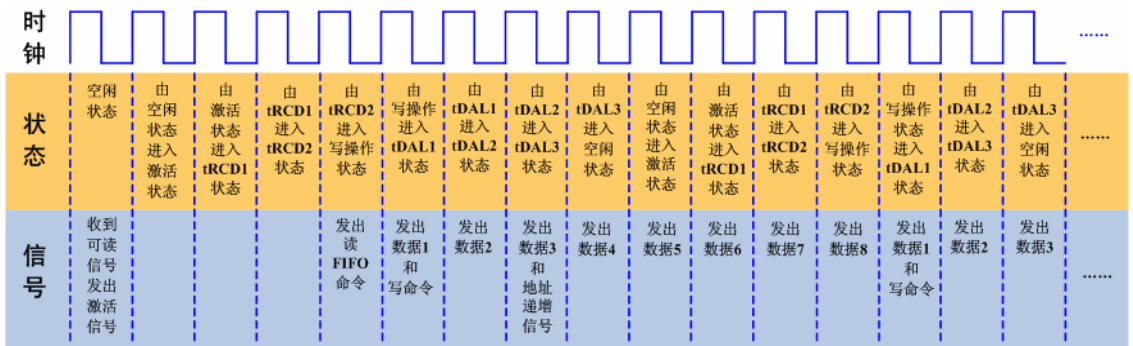 时
钟
......
状
态
空闲
状态
由
空闲
状态
进入
激活
状态
由
激活
状态
进入
tRCD1
状态
由
tRCD1
进入
tRCD2
状态
由
tRCD2
进入
写操作
状态
由
写操作
进入
tDAL1
状态
由
tDAL1
进入
tDAL2
状态
由
tDAL2
进入
tDAL3
状态
由
tDAL3
进入
空闲
状态
由
空闲
状态
进入
激活
状态
由
激活
状态
进入
tRCD1
状态
由
tRCD1
进入
tRCD2
状态
由
tRCD2
进入
写操作
状态
由
写操作
状态
进入
tDAL1
状态
由
tDAL2
进入
tDAL3
状态
由
tDAL3
进入
空闲
状态
......
信
号
收到
可读
信号
发出
激活
信号
发出
读
FIFO
命令
发出
数据1
和
写命令
发出
数据2
发出
数据3
和
地址
递增
信号
发出
数据4
发出
数据5
发出
数据6
发出
数据7
发出
数据8
发出
数据1
和
写命令
发出
数据2
发出
数据3
......